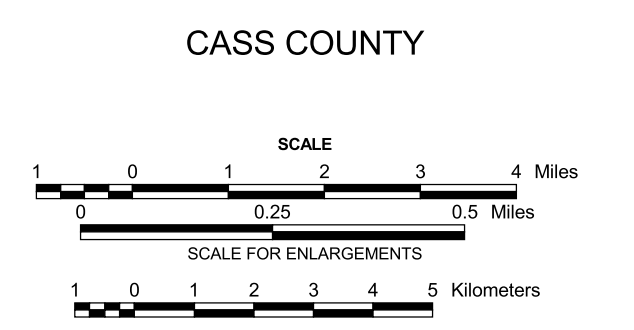 CASS COUNTY
SCALE
1 0 1 2 3 4 Miles
0 0.25 0.5 Miles
SCALE FOR ENLARGEMENTS
1 0 1 2 3 4 5 Kilometers